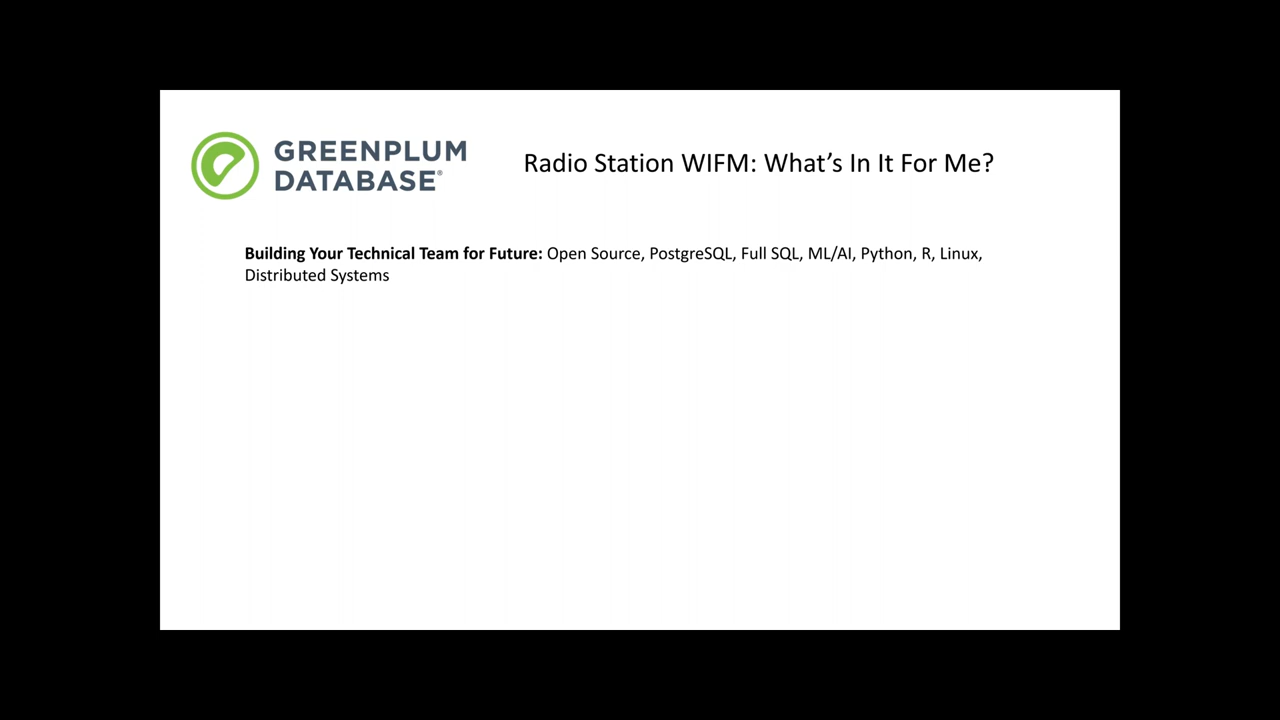 GREENPLUM
DATABASE®
Radio Station WIFM: What's In It For Me?
Building Your Technical Team for Future: Open Source, PostgreSQL, Full SQL, ML/AI, Python, R, Linux,
Distributed Systems